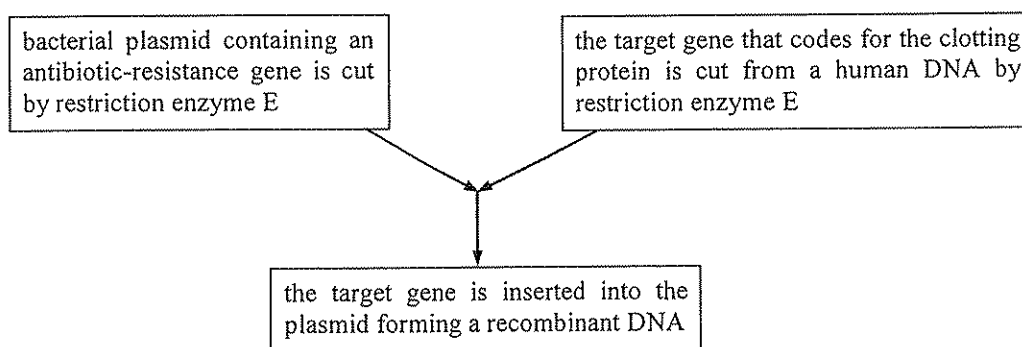 bacterial plasmid containing an
antibiotic-resistance gene is cut
by restriction enzyme E
the target gene that codes for the clotting
protein is cut from a human DNA by
restriction enzyme E
the target gene is inserted into the
plasmid forming a recombinant DNA